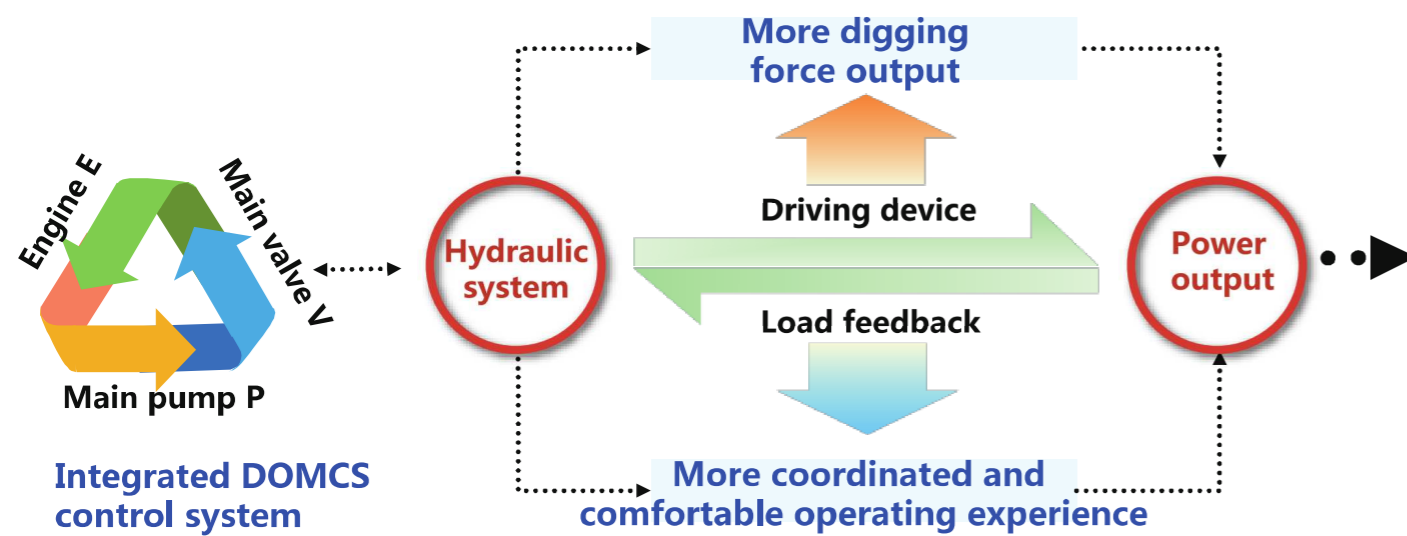 More digging
force output
Engine E
Main valve V
Driving device
Hydraulic
system
Power
output
Load feedback
Main pump P
Integrated DOMCS
control system
More coordinated and
comfortable operating experience